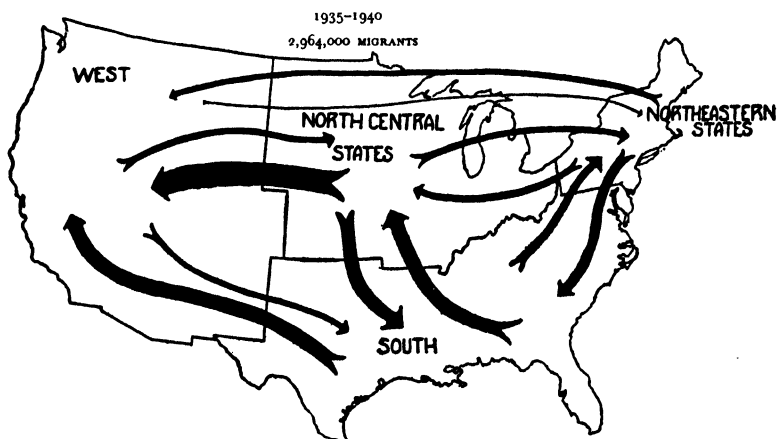 1935-1940
2,964,000 MIGRANTS
WEST
NORTH CENTRAL
STATES
NORTHEASTERN
STATES
SOUTH